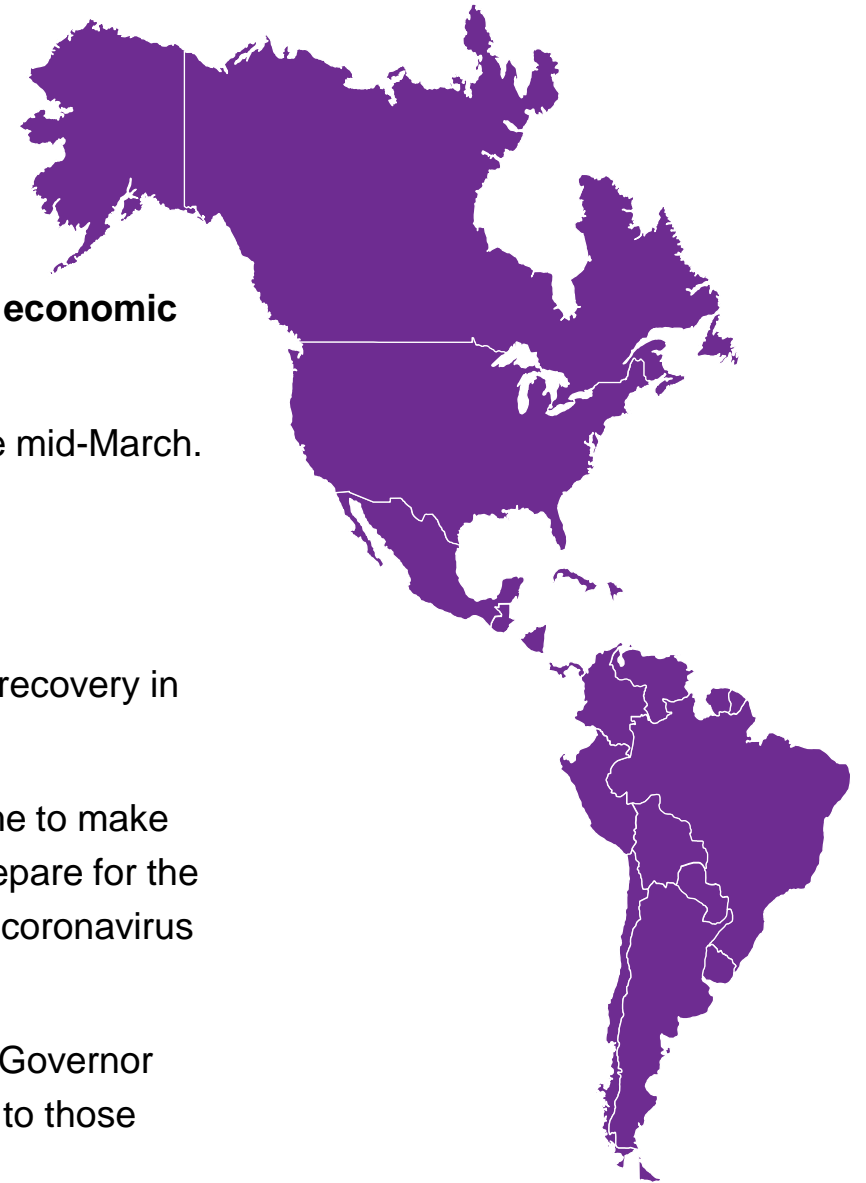 economic
e mid-March.
recovery in
ne to make
epare for the
coronavirus
Governor
to those